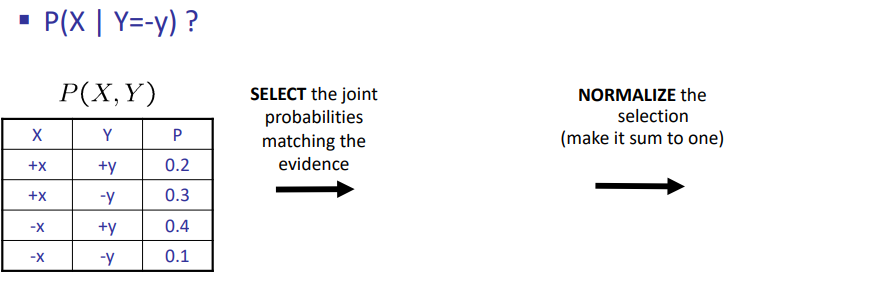 ▪ P(X | Y=-y) ?
P(X, Y)
X Y P
+x +y 0.2
+x -y 0.3
-x +y 0.4
-x -y 0.1
SELECT the joint
probabilities
matching the
evidence
NORMALIZE the
selection
(make it sum to one)